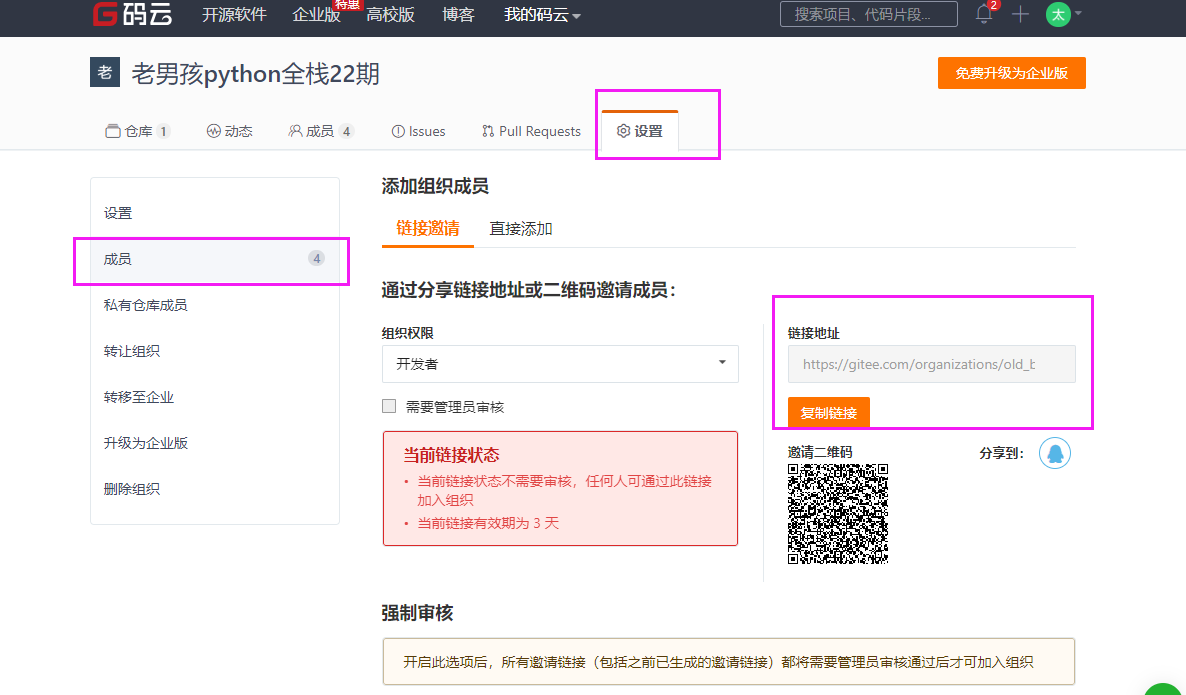 G 码云
开源软件
企业版
特惠
高校版
博客
我的码云
搜索项目、代码片段...
2
太
老
老男孩python全栈22期
免费升级为企业版
仓库 1
动态
成员 4
Issues
Pull Requests
设置
设置
成员 4
私有仓库成员
转让组织
转移至企业
升级为企业版
删除组织
添加组织成员
链接邀请
直接添加
通过分享链接地址或二维码邀请成员：
组织权限
开发者
需要管理员审核
当前链接状态
• 当前链接状态不需要审核，任何人可通过此链接
加入组织
• 当前链接有效期为 3 天
链接地址
https://gitee.com/organizations/old_b
复制链接
邀请二维码
分享到：
强制审核
开启此选项后，所有邀请链接（包括之前已生成的邀请链接）都将需要管理员审核通过后才可加入组织